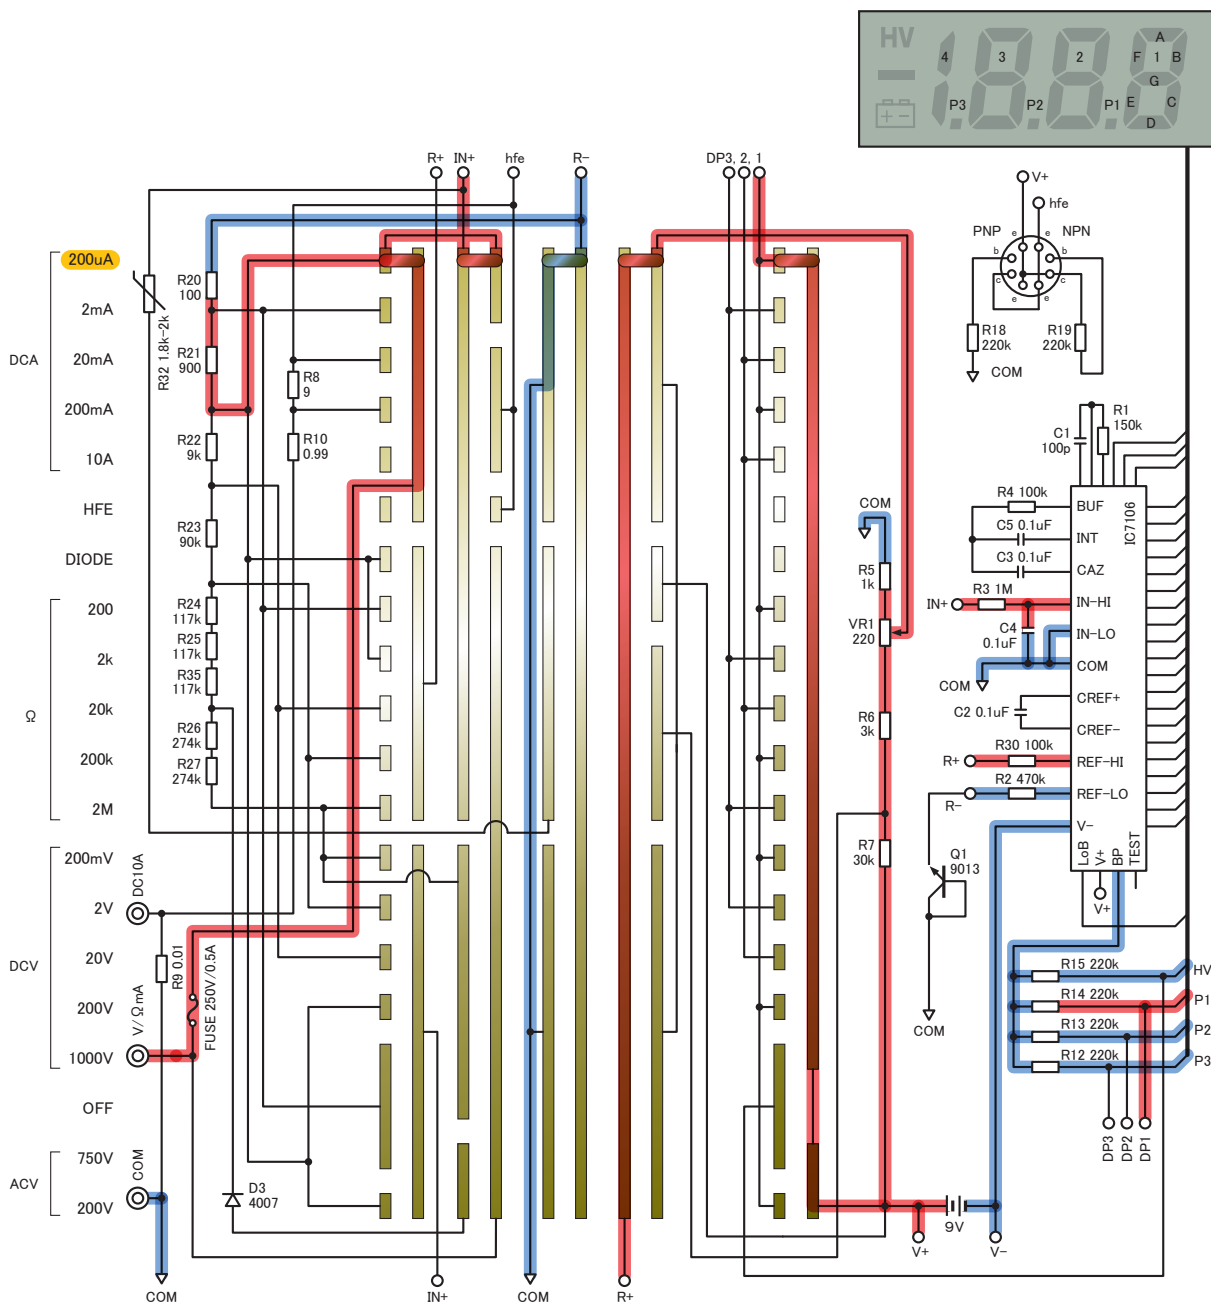 HV
4
3
2
A
F
1
B
G
E
C
D
P3
P2
P1
R+
IN+
hfe
R-
DP3, 2, 1
V+
hfe
PNP
NPN
e
e
b
b
c
c
e
e
R18
220k
R19
220k
COM
DCA
200uA
2mA
20mA
200mA
10A
HFE
DIODE
Ω
200
2k
20k
200k
2M
DCV
200mV
2V
20V
200V
1000V
OFF
ACV
750V
200V
R32 1.8k-2k
R20
100
R21
900
R22
9k
R23
90k
R24
117k
R25
117k
R35
117k
R26
274k
R27
274k
R8
9
R10
0.99
DC10A
R9 0.01
FUSE 250V/0.5A
V/ΩmA
COM
D3
4007
COM
IN+
COM
R+
COM
R5
1k
VR1
220
R6
3k
R7
30k
9V
V+
V-
C1
100p
R1
150k
IC7106
R4 100k
BUF
C5 0.1uF
INT
C3 0.1uF
CAZ
IN+
R3 1M
IN-HI
C4
0.1uF
IN-LO
COM
COM
CREF+
C2 0.1uF
CREF-
R30 100k
R+
REF-HI
R2 470k
R-
REF-LO
V-
LoB
V+
BP
TEST
V+
Q1
9013
COM
R15 220k
HV
R14 220k
P1
R13 220k
P2
R12 220k
P3
DP3
DP2
DP1